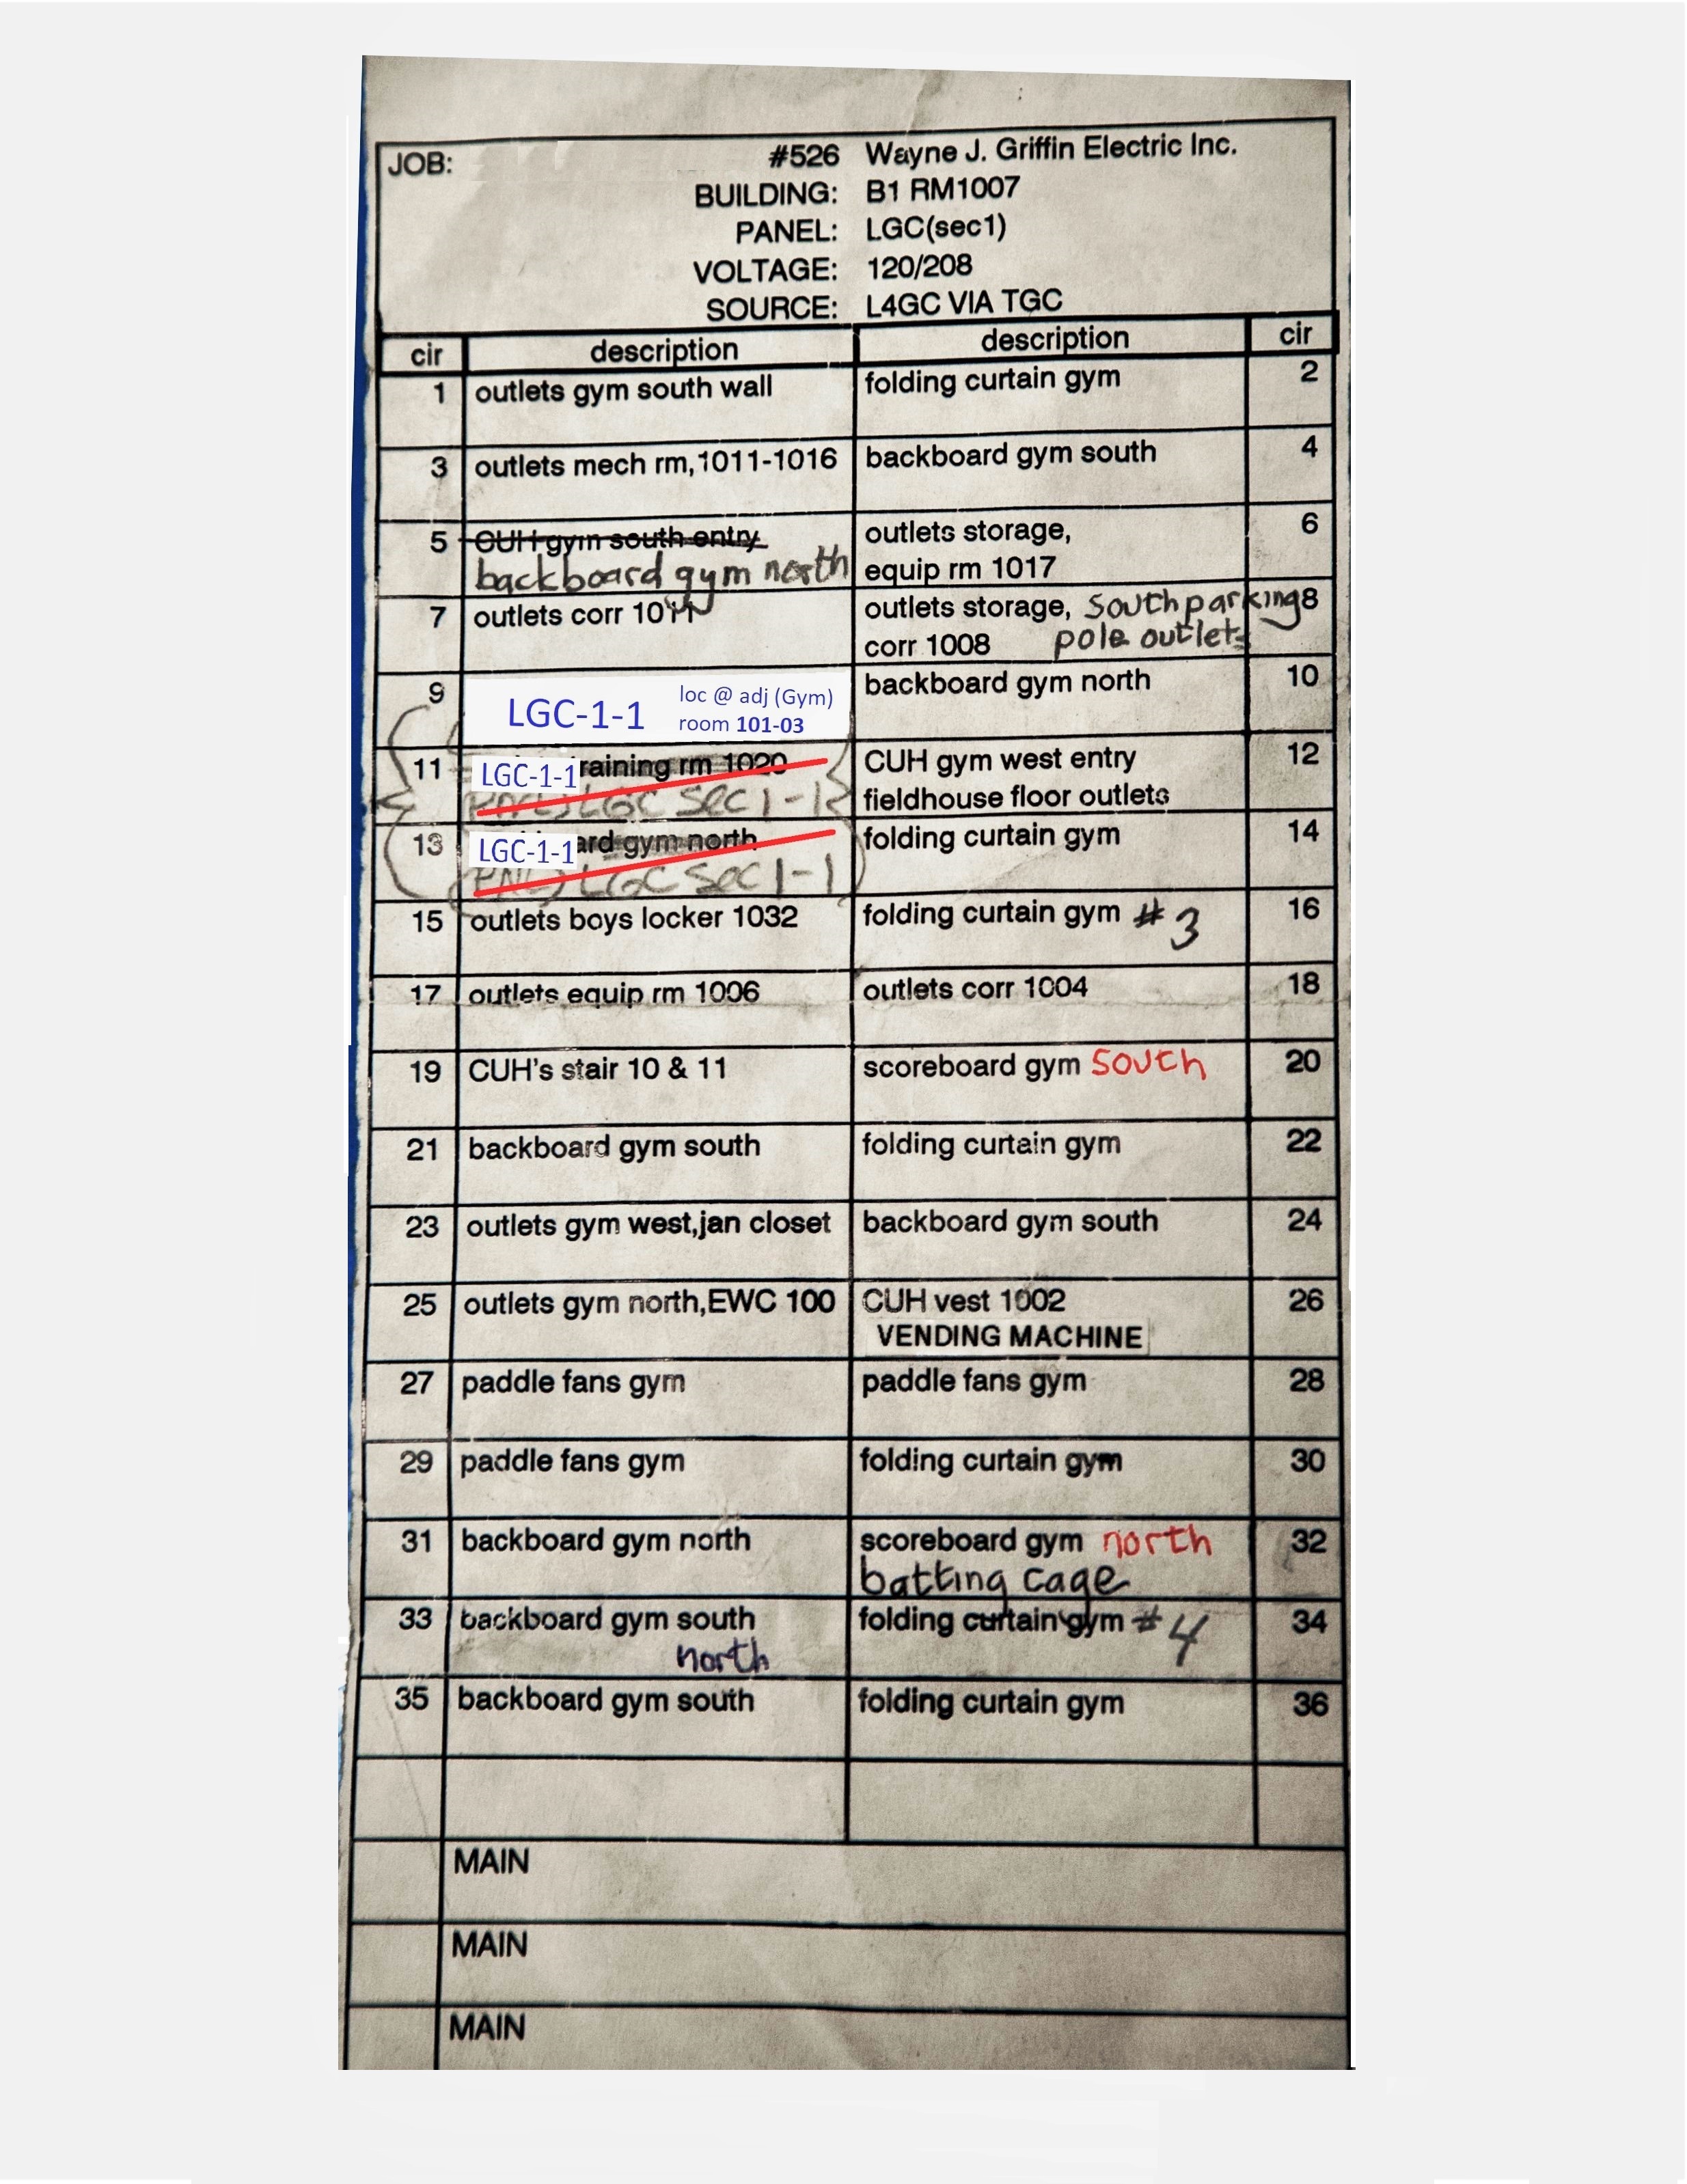 JOB: #526 Wayne J. Griffin Electric Inc.
BUILDING: B1 RM1007
PANEL: LGC(sec1)
VOLTAGE: 120/208
SOURCE: L4GC VIA TGC
cir description description cir
1 outlets gym south wall folding curtain gym 2
3 outlets mech rm,1011-1016 backboard gym south 4
5 CUH gym south entry outlets storage, 6
backboard gym north equip rm 1017
7 outlets corr 1011 outlets storage, south parking 8
corr 1008 pole outlets
9 LGC-1-1 loc @ adj (Gym) backboard gym north 10
room 101-03
11 LGC-1-1 raining rm 1020 CUH gym west entry 12
LGC SEC 1-1 fieldhouse floor outlets
13 LGC-1-1 ard gym north folding curtain gym 14
(PNL) LGC SEC 1-1
15 outlets boys locker 1032 folding curtain gym #3 16
17 outlets equip rm 1006 outlets corr 1004 18
19 CUH's stair 10 & 11 scoreboard gym south 20
21 backboard gym south folding curtain gym 22
23 outlets gym west,jan closet backboard gym south 24
25 outlets gym north,EWC 100 CUH vest 1002 26
VENDING MACHINE
27 paddle fans gym paddle fans gym 28
29 paddle fans gym folding curtain gym 30
31 backboard gym north scoreboard gym north 32
batting cage
33 backboard gym south folding curtain gym #4 34
north
35 backboard gym south folding curtain gym 36
MAIN
MAIN
MAIN